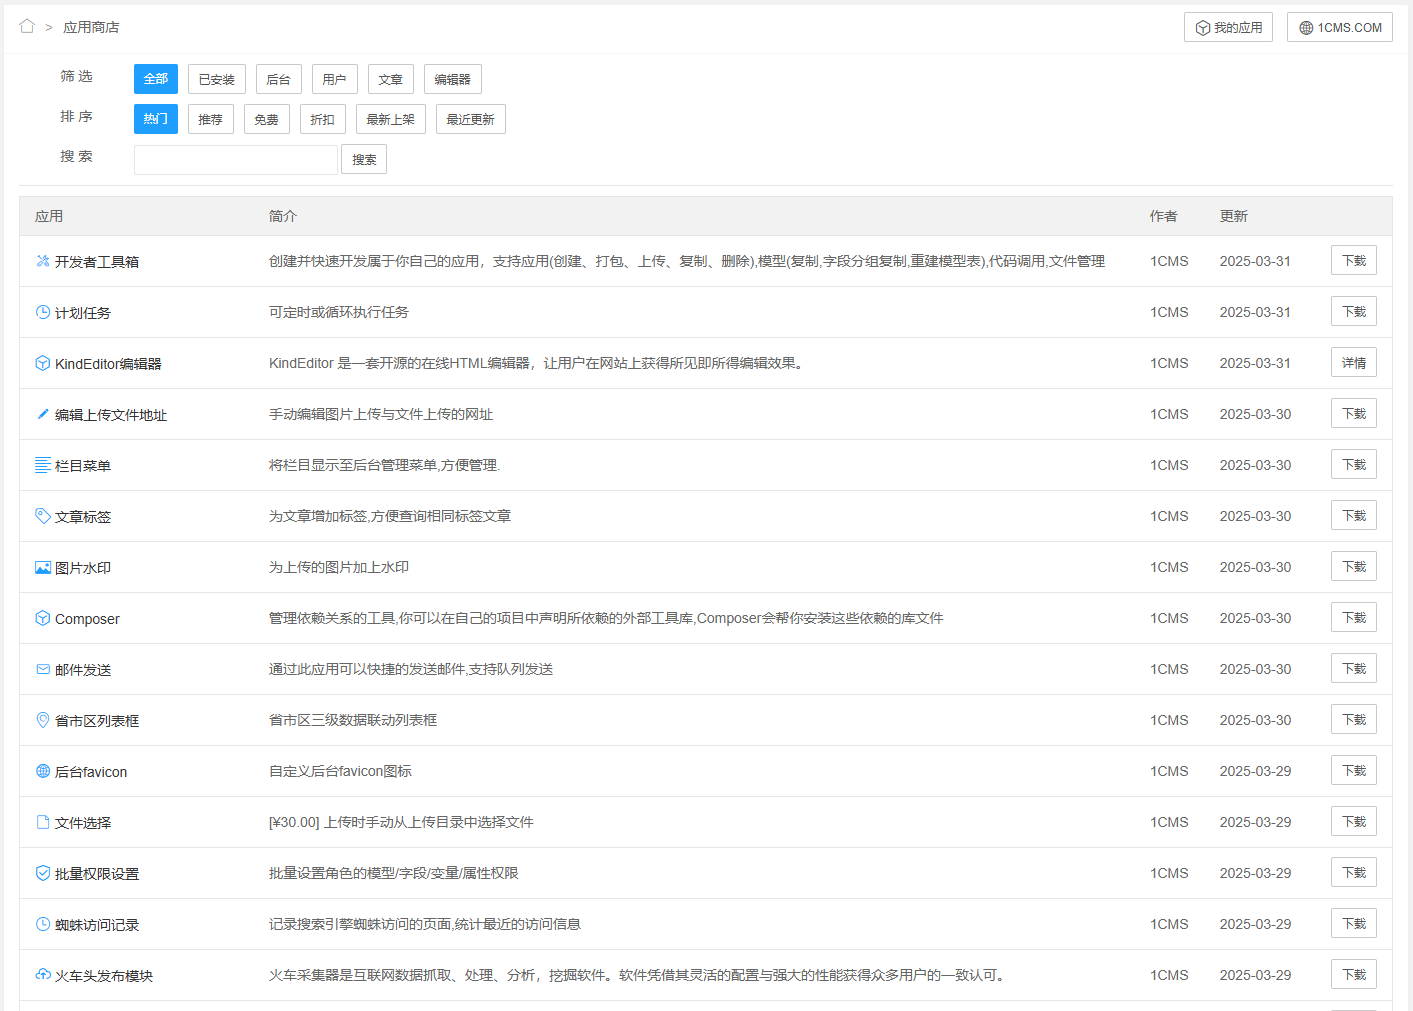 > 应用商店 我的应用 1CMS.COM
筛 选 全部 已安装 后台 用户 文章 编辑器
排 序 热门 推荐 免费 折扣 最新上架 最近更新
搜 索 搜索
应用 简介 作者 更新
开发者工具箱 创建并快速开发属于你自己的应用，支持应用(创建、打包、上传、复制、删除),模型(复制,字段分组复制,重建模型表),代码调用,文件管理 1CMS 2025-03-31 下载
计划任务 可定时或循环执行任务 1CMS 2025-03-31 下载
KindEditor编辑器 KindEditor 是一套开源的在线HTML编辑器，让用户在网站上获得所见即所得编辑效果。 1CMS 2025-03-31 详情
编辑上传文件地址 手动编辑图片上传与文件上传的网址 1CMS 2025-03-30 下载
栏目菜单 将栏目显示至后台管理菜单,方便管理. 1CMS 2025-03-30 下载
文章标签 为文章增加标签,方便查询相同标签文章 1CMS 2025-03-30 下载
图片水印 为上传的图片加上水印 1CMS 2025-03-30 下载
Composer 管理依赖关系的工具,你可以在自己的项目中声明所依赖的外部工具库,Composer会帮你安装这些依赖的库文件 1CMS 2025-03-30 下载
邮件发送 通过此应用可以快捷的发送邮件,支持队列发送 1CMS 2025-03-30 下载
省市区列表框 省市区三级数据联动列表框 1CMS 2025-03-30 下载
后台favicon 自定义后台favicon图标 1CMS 2025-03-29 下载
文件选择 [¥30.00] 上传时手动从上传目录中选择文件 1CMS 2025-03-29 下载
批量权限设置 批量设置角色的模型/字段/变量/属性权限 1CMS 2025-03-29 下载
蜘蛛访问记录 记录搜索引擎蜘蛛访问的页面,统计最近的访问信息 1CMS 2025-03-29 下载
火车头发布模块 火车采集器是互联网数据抓取、处理、分析，挖掘软件。软件凭借其灵活的配置与强大的性能获得众多用户的一致认可。 1CMS 2025-03-29 下载